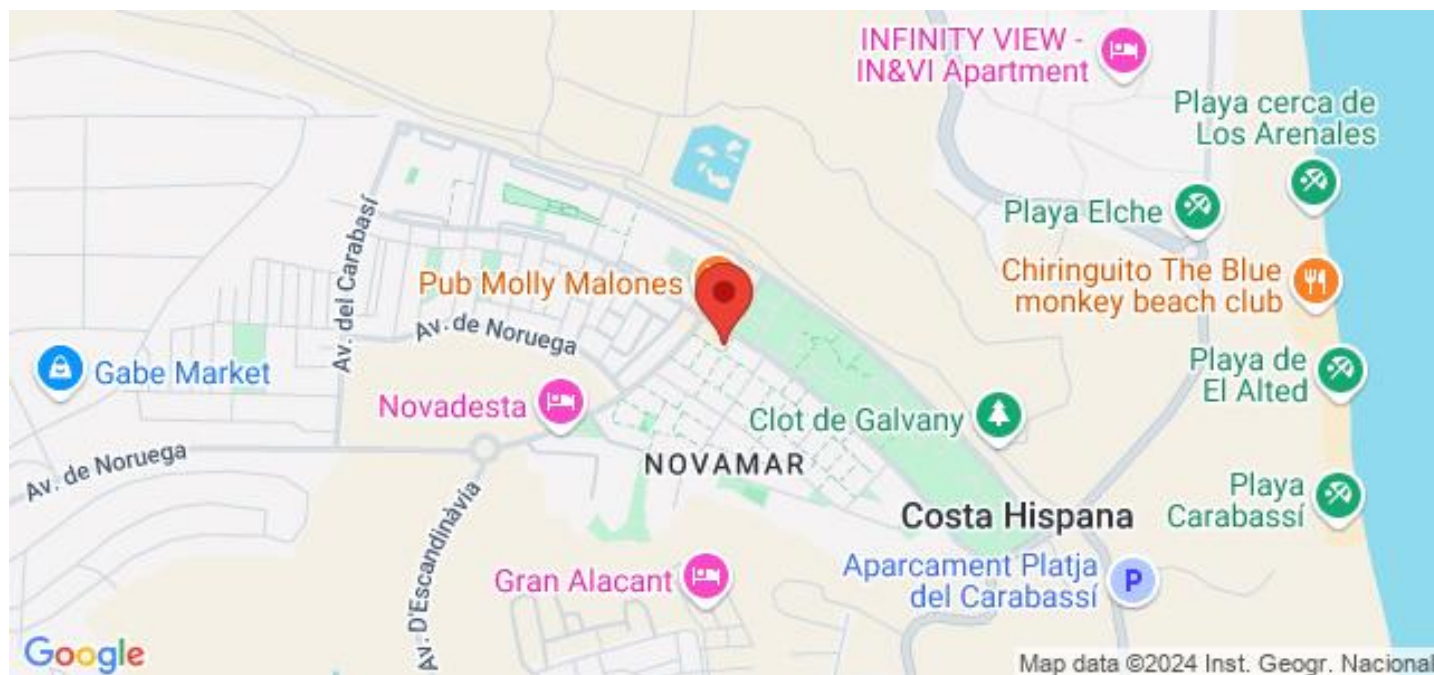 INFINITY VIEW -
IN&VI Apartment
Playa cerca de
Los Arenales
Playa Elche
Av. del Carabasí
Pub Molly Malones
Chiringuito The Blue
monkey beach club
Av. de Noruega
Gabe Market
Playa de
El Alted
Novadesta
Clot de Galvany
Av. de Noruega
NOVAMAR
Playa
Carabassí
Costa Hispana
Av. D'Escandinàvia
Gran Alacant
Aparcament Platja
del Carabassí
P
Google
Map data ©2024 Inst. Geogr. Nacional